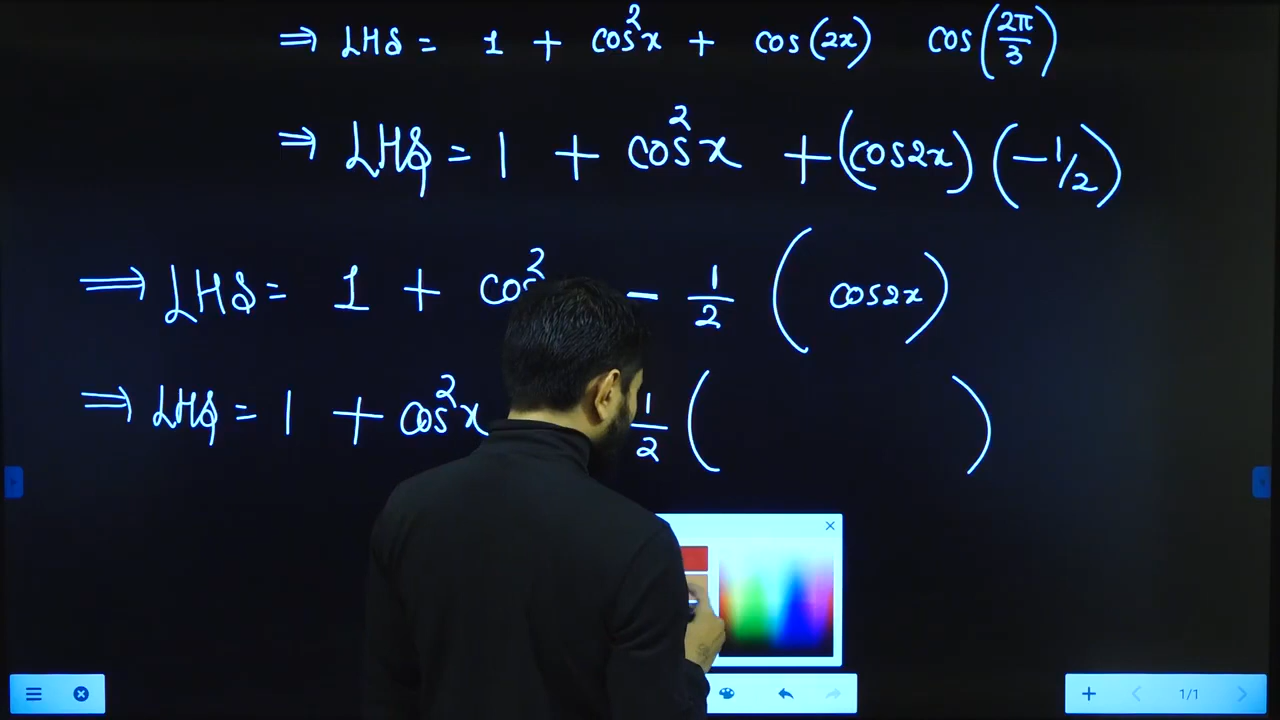 ⇒ LHS = 1 + cos²x + cos(2x) cos(2π/3)
⇒ LHS = 1 + cos²x + (cos2x)(-1/2)
⇒ LHS = 1 + cos² - 1/2 ( cos2x )
⇒ LHS = 1 + cos²x 1/2 ( )
1/1